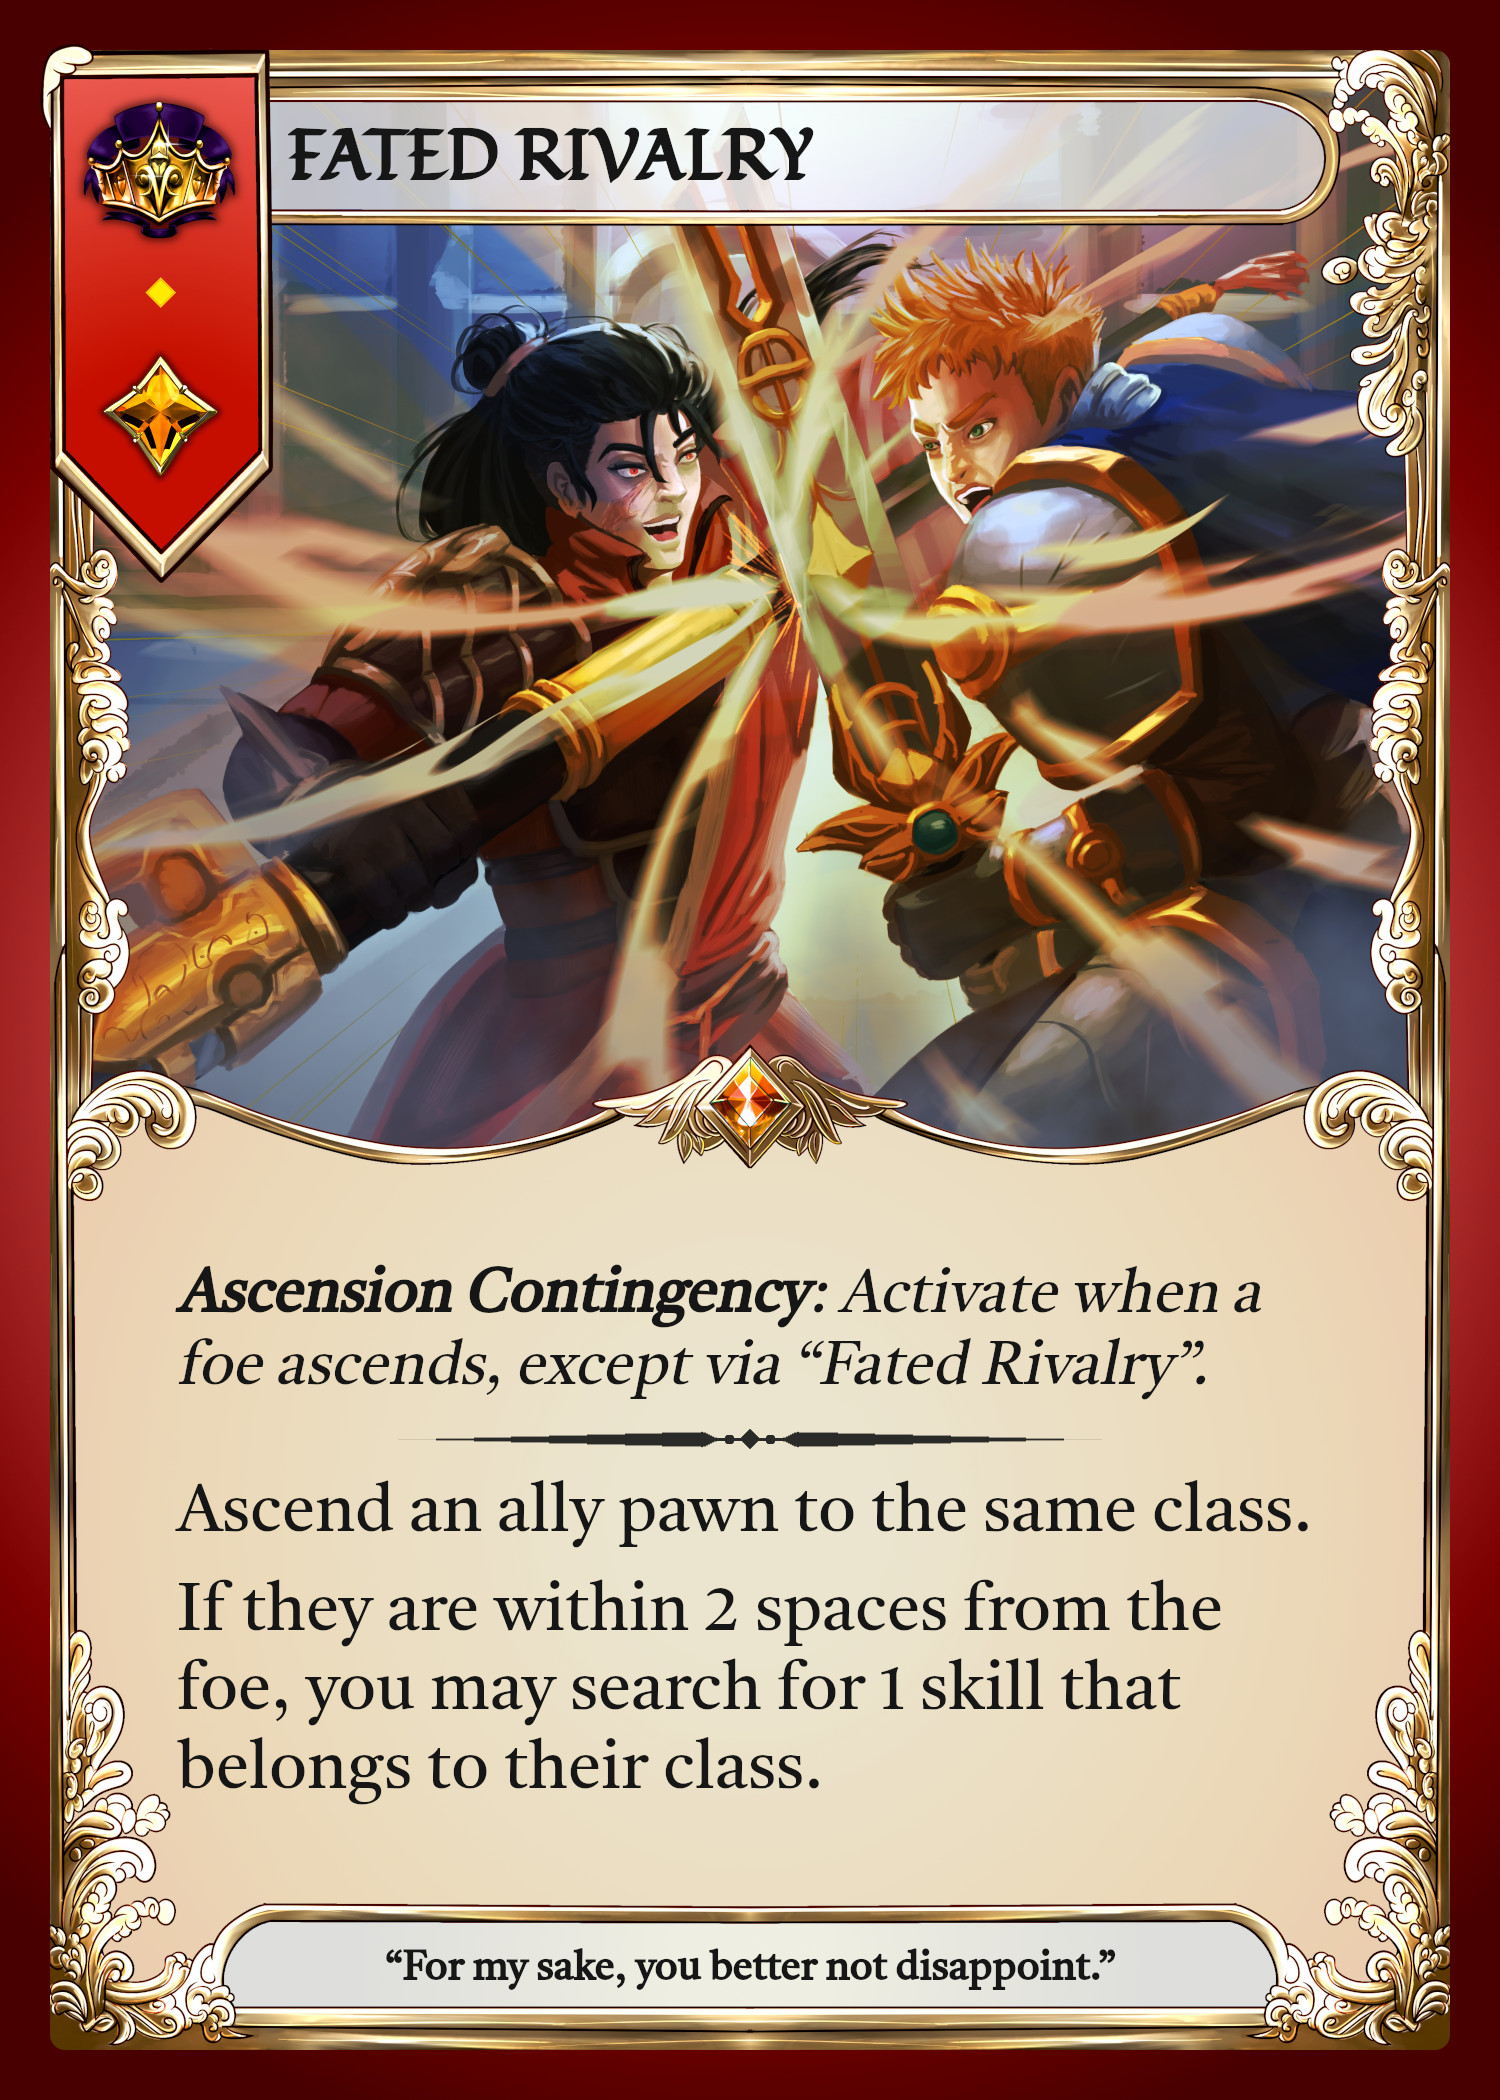 FATED RIVALRY
Ascension Contingency: Activate when a
foe ascends, except via “Fated Rivalry”.
Ascend an ally pawn to the same class.
If they are within 2 spaces from the
foe, you may search for 1 skill that
belongs to their class.
“For my sake, you better not disappoint.”